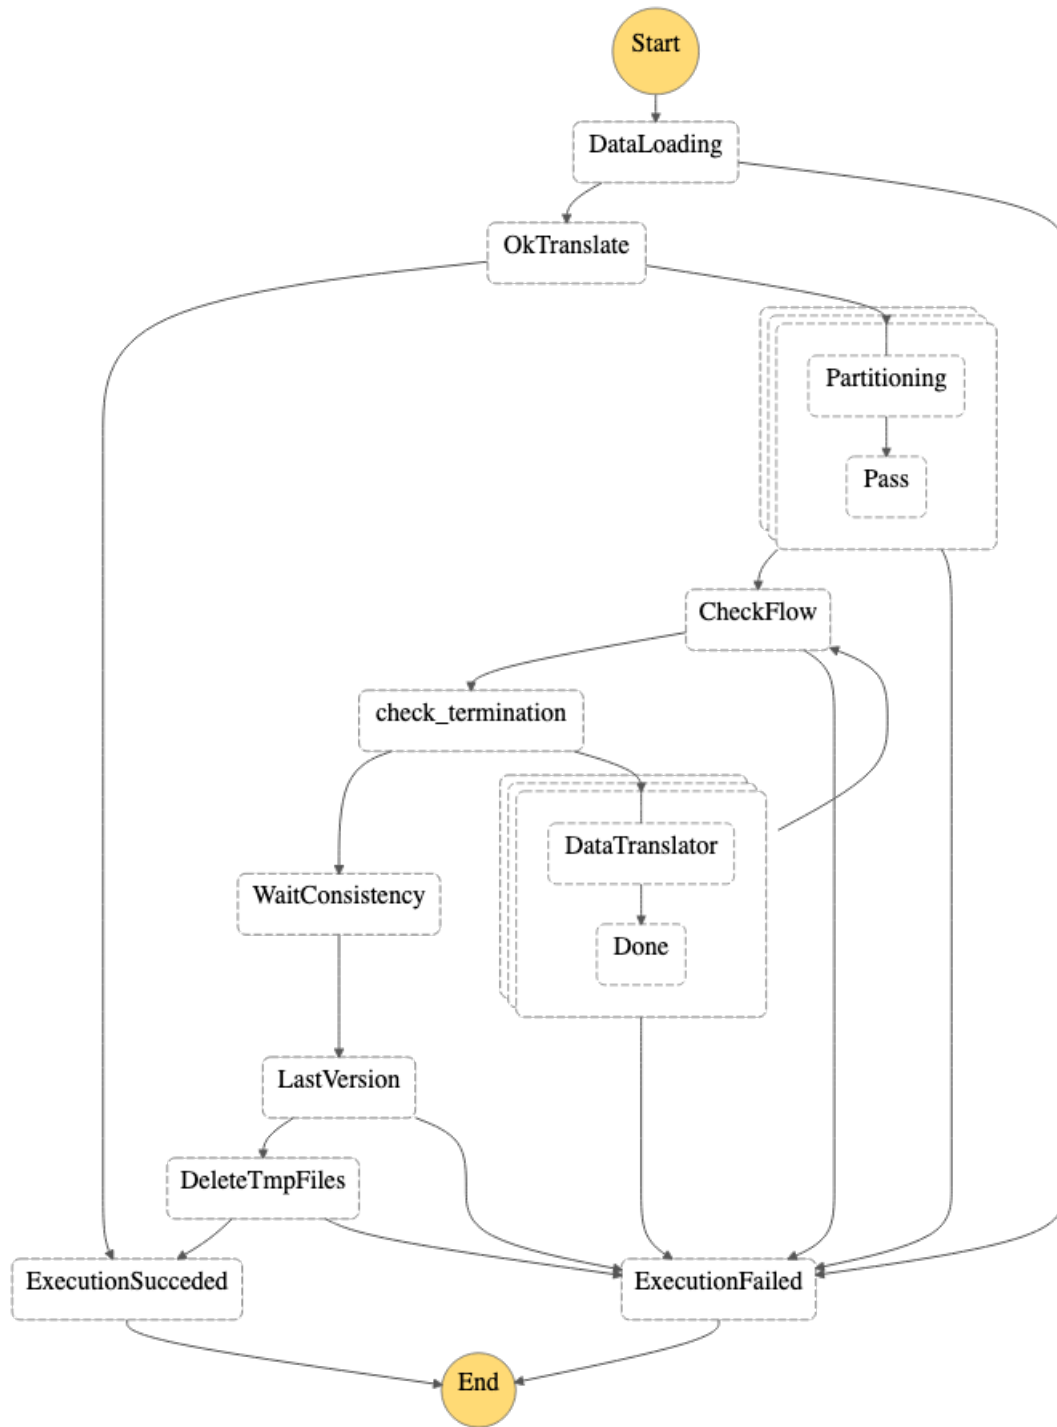 Start
DataLoading
OkTranslate
Partitioning
Pass
CheckFlow
check_termination
DataTranslator
WaitConsistency
Done
LastVersion
DeleteTmpFiles
ExecutionSucceded
ExecutionFailed
End